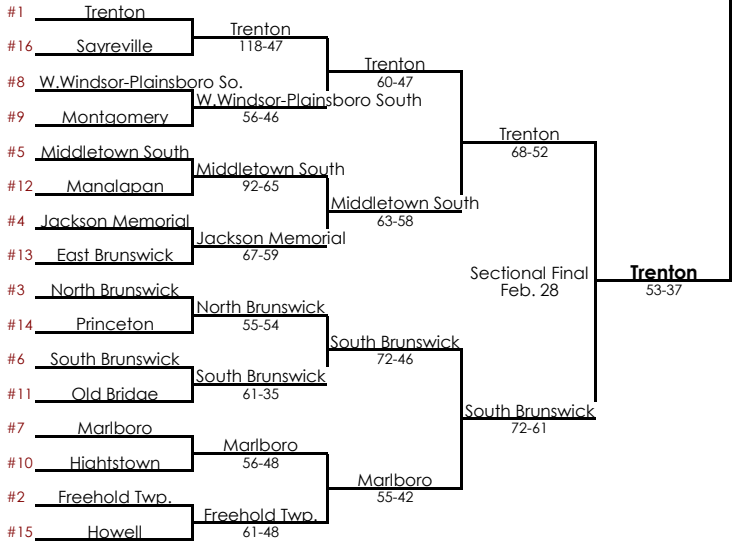 #1 Trenton
Trenton
#16 Sayreville
118-47
Trenton
60-47
#8 W.Windsor-Plainsboro So.
W.Windsor-Plainsboro South
#9 Montgomery
56-46
Trenton
68-52
#5 Middletown South
Middletown South
#12 Manalapan
92-65
Middletown South
63-58
#4 Jackson Memorial
Jackson Memorial
#13 East Brunswick
67-59
Sectional Final
Feb. 28
Trenton
53-37
#3 North Brunswick
North Brunswick
#14 Princeton
55-54
South Brunswick
72-46
#6 South Brunswick
South Brunswick
#11 Old Bridge
61-35
South Brunswick
72-61
#7 Marlboro
Marlboro
#10 Hightstown
56-48
Marlboro
55-42
#2 Freehold Twp.
Freehold Twp.
#15 Howell
61-48